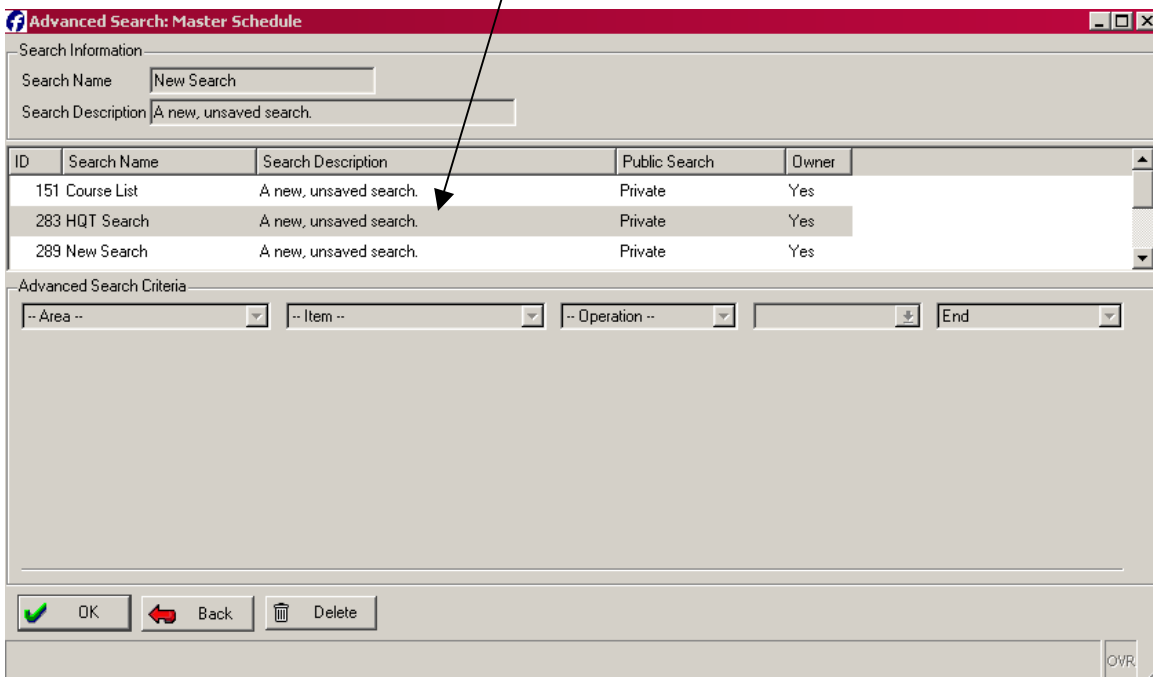 Advanced Search: Master Schedule
Search Information
Search Name New Search
Search Description A new, unsaved search.
ID Search Name Search Description Public Search Owner
151 Course List A new, unsaved search. Private Yes
283 HQT Search A new, unsaved search. Private Yes
289 New Search A new, unsaved search. Private Yes
Advanced Search Criteria
-- Area -- -- Item -- -- Operation -- End
OK Back Delete
OVR